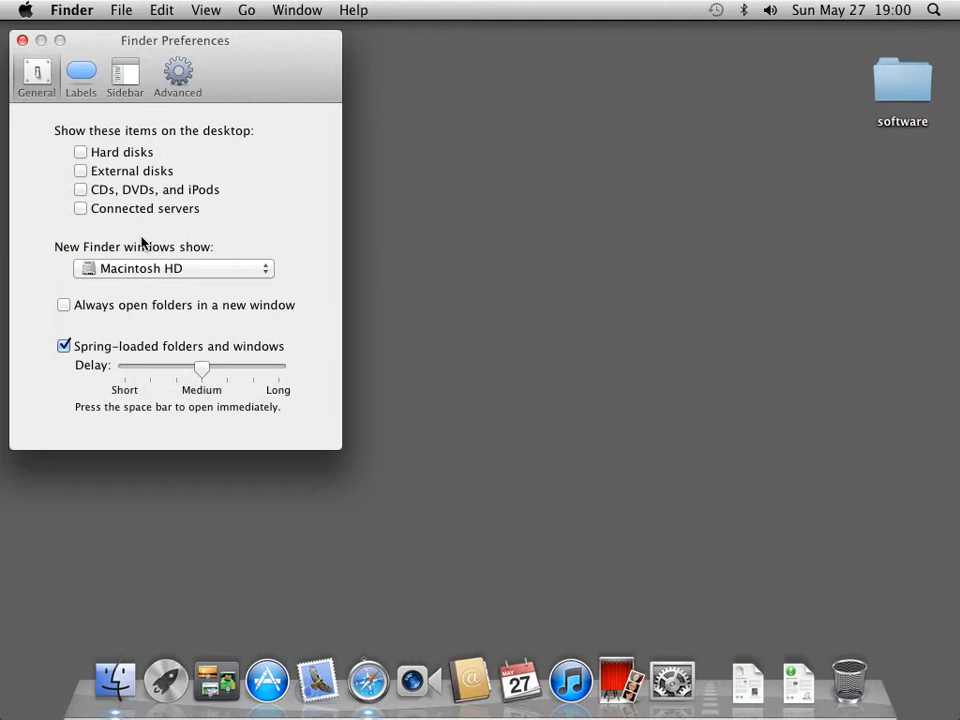 Finder File Edit View Go Window Help Sun May 27 19:00
Finder Preferences
General Labels Sidebar Advanced
software
Show these items on the desktop:
Hard disks
External disks
CDs, DVDs, and iPods
Connected servers
New Finder windows show:
Macintosh HD
Always open folders in a new window
Spring-loaded folders and windows
Delay:
Short Medium Long
Press the space bar to open immediately.
MAY
27